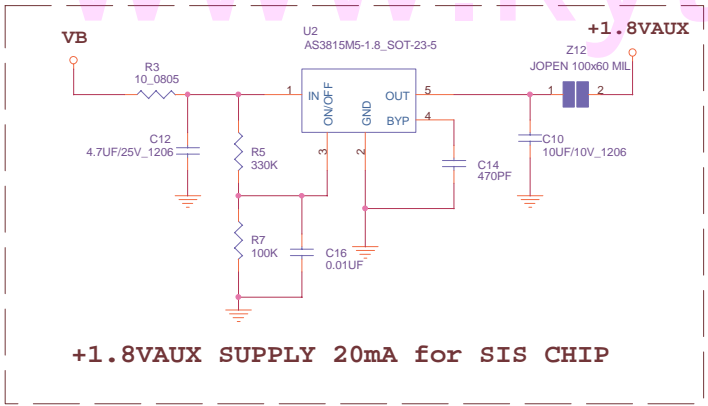 www.kyt
VB
+1.8VAUX
U2
AS3815M5-1.8_SOT-23-5
Z12
JOPEN 100x60 MIL
R3
10_0805
1
IN
ON/OFF
GND
OUT
5
BYP
4
3
2
1
2
C12
4.7UF/25V_1206
R5
330K
C14
470PF
C10
10UF/10V_1206
R7
100K
C16
0.01UF
+1.8VAUX SUPPLY 20mA for SIS CHIP